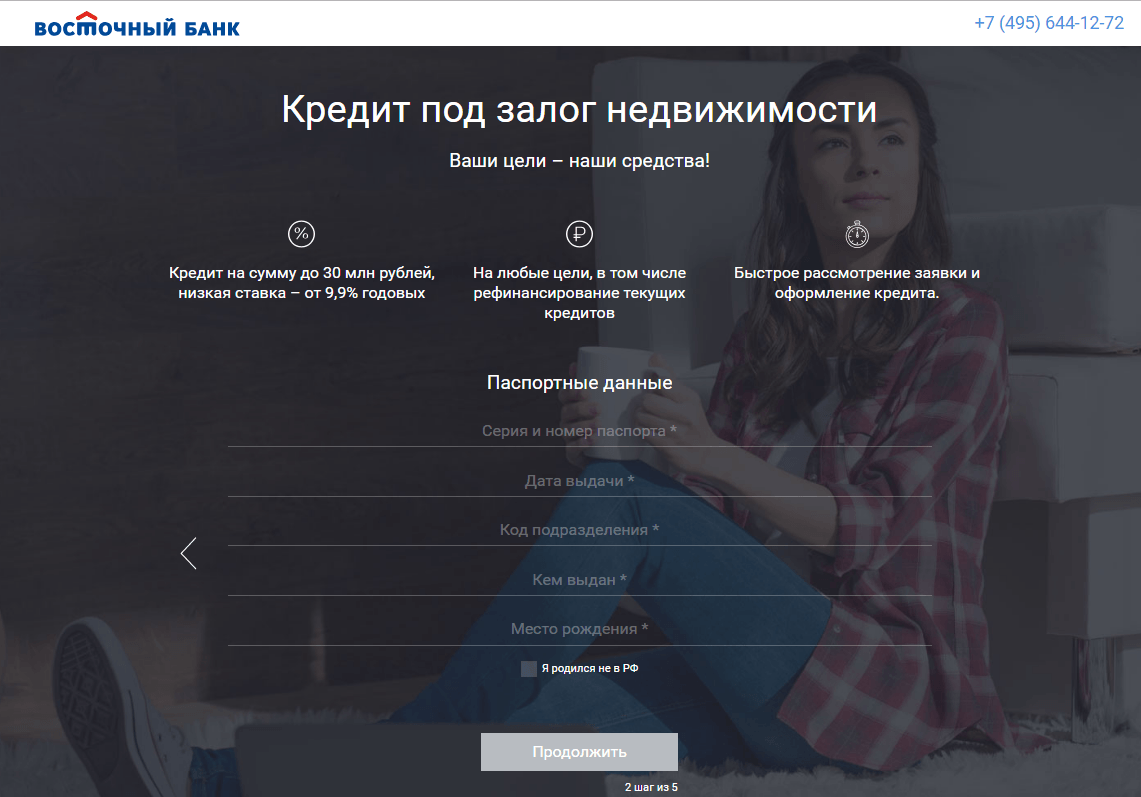 ВОСТОЧНЫЙ БАНК
+7 (495) 644-12-72
Кредит под залог недвижимости
Ваши цели – наши средства!
%
₽
Кредит на сумму до 30 млн рублей,
низкая ставка – от 9,9% годовых
На любые цели, в том числе
рефинансирование текущих
кредитов
Быстрое рассмотрение заявки и
оформление кредита.
Паспортные данные
Серия и номер паспорта *
Дата выдачи *
Код подразделения *
Кем выдан *
Место рождения *
Я родился не в РФ
Продолжить
2 шаг из 5